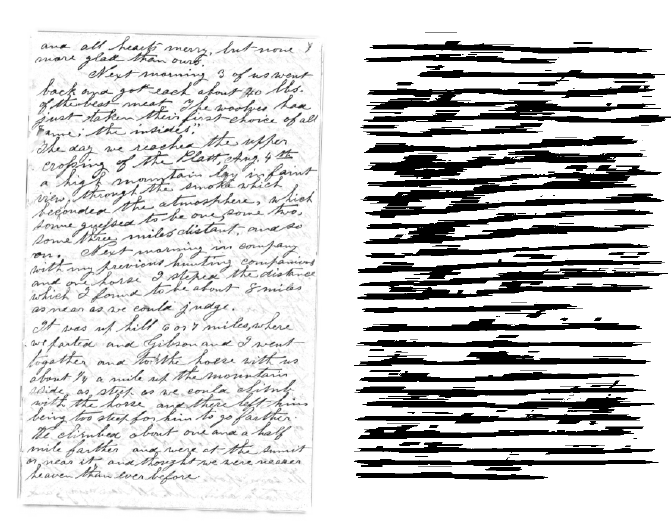 and all hearts merry, but none
more glad than ours.
Next morning 3 of us went
back and got each about 40 lbs.
of the best meat. The woolves had
just taken their first choice of all
Game; the insides."
The day we reached the upper
crossing of the Platt Aug. 4th
a high mountain lay in faint
view, through the smoke which
beconded the atmosphere, which
some guessed to be one, some two,
some three miles distant, and so
on. Next morning in company
with my previous hunting companions
and one horse I steped the distance
which I found to be about 8 miles
as near as we could judge.
It was up hill 6 or 7 miles, where
we parted and Gibson and I went
together and took the horse with us
about 1/2 a mile up the mountain
side, as steep as we could climb
with the horse, and there left him
being too steep for him to go farther
We climbed about one and a half
mile farther and were at the summit
or near it and thought we were nearer
heaven than ever before